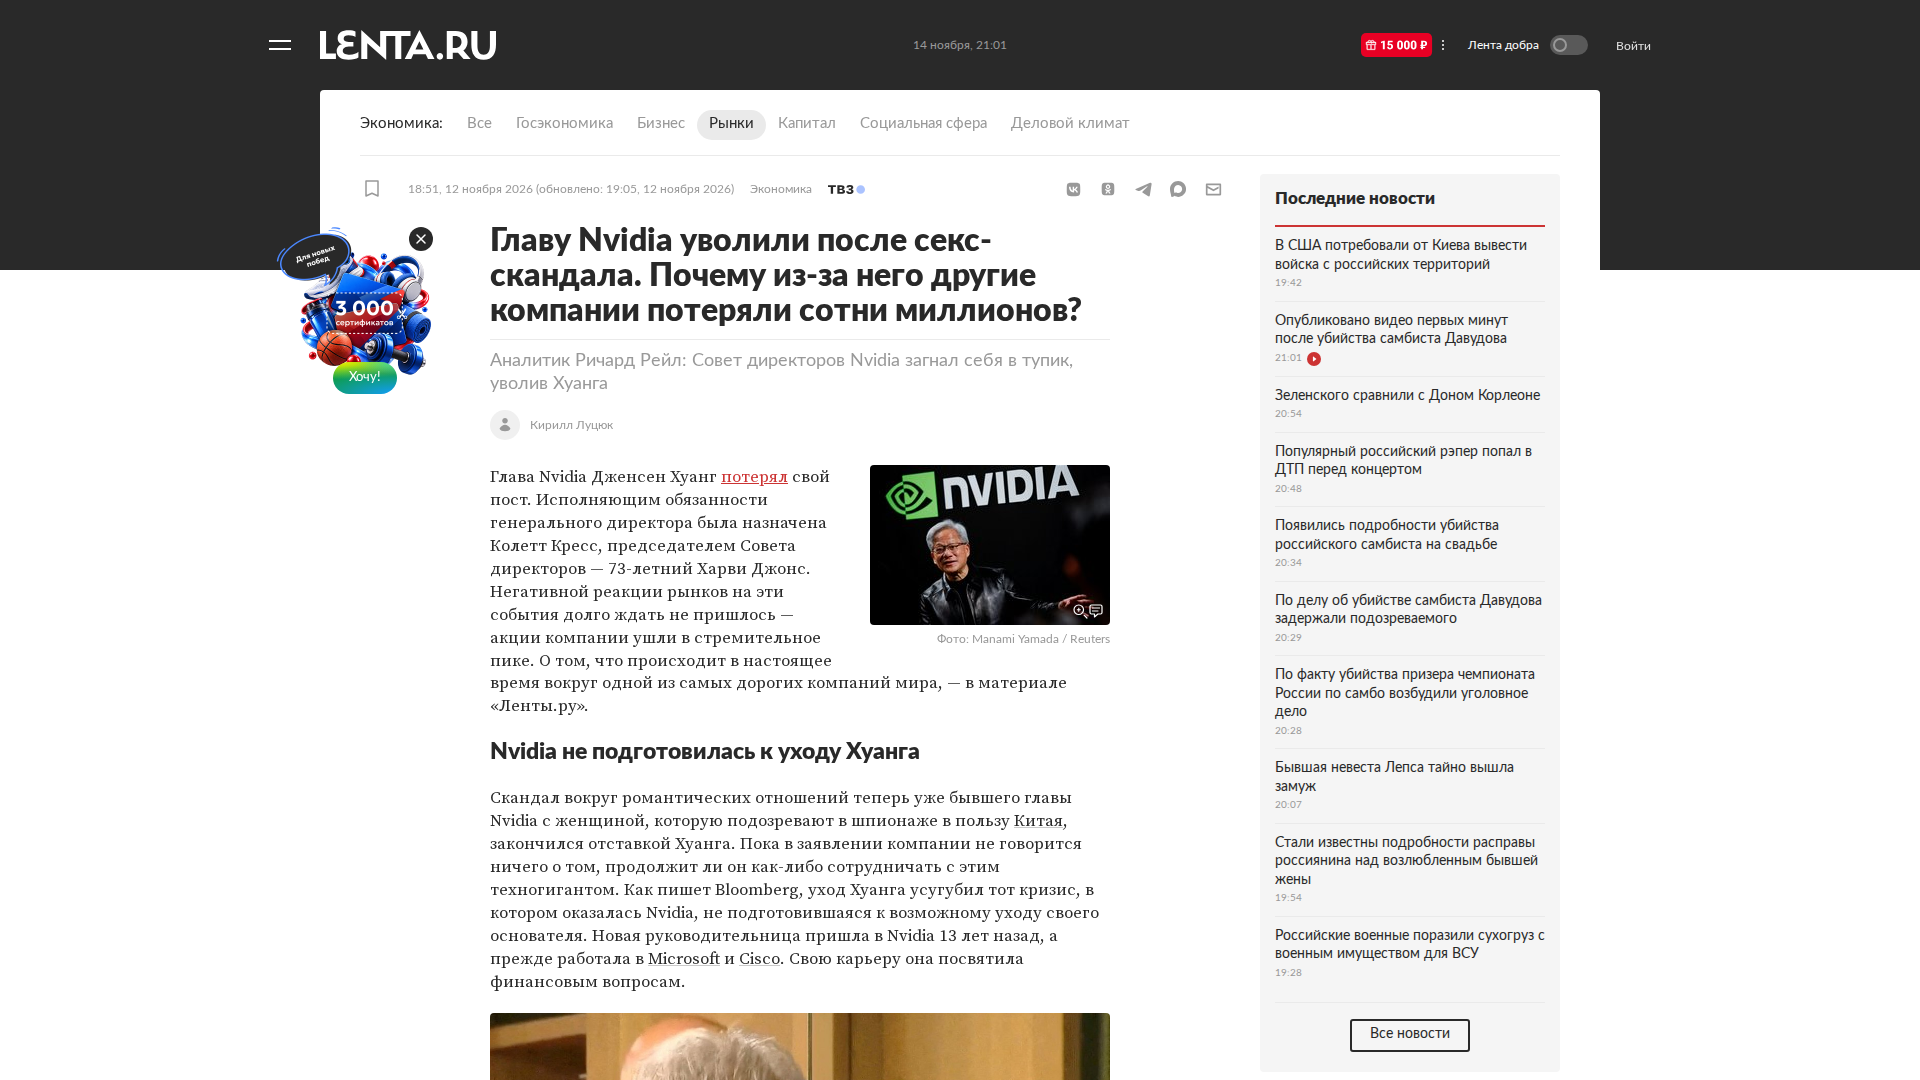 LENTA.RU
14 ноября, 21:01
15 000 ₽
Лента добра
Войти
Экономика:
Все
Госэкономика
Бизнес
Рынки
Капитал
Социальная сфера
Деловой климат
18:51, 12 ноября 2026 (обновлено: 19:05, 12 ноября 2026)
Экономика
ТВЗ
Для новых
побед
3 000
сертификатов
Хочу!
Главу Nvidia уволили после секс-
скандала. Почему из-за него другие
компании потеряли сотни миллионов?
Аналитик Ричард Рейл: Совет директоров Nvidia загнал себя в тупик,
уволив Хуанга
Кирилл Луцюк
Глава Nvidia Дженсен Хуанг потерял свой
пост. Исполняющим обязанности
генерального директора была назначена
Колетт Кресс, председателем Совета
директоров — 73-летний Харви Джонс.
Негативной реакции рынков на эти
события долго ждать не пришлось —
акции компании ушли в стремительное
пике. О том, что происходит в настоящее
время вокруг одной из самых дорогих компаний мира, — в материале
«Ленты.ру».
NVIDIA
Фото: Manami Yamada / Reuters
Nvidia не подготовилась к уходу Хуанга
Скандал вокруг романтических отношений теперь уже бывшего главы
Nvidia с женщиной, которую подозревают в шпионаже в пользу Китая,
закончился отставкой Хуанга. Пока в заявлении компании не говорится
ничего о том, продолжит ли он как-либо сотрудничать с этим
техногигантом. Как пишет Bloomberg, уход Хуанга усугубил тот кризис, в
котором оказалась Nvidia, не подготовившаяся к возможному уходу своего
основателя. Новая руководительница пришла в Nvidia 13 лет назад, а
прежде работала в Microsoft и Cisco. Свою карьеру она посвятила
финансовым вопросам.
Последние новости
В США потребовали от Киева вывести
войска с российских территорий
19:42
Опубликовано видео первых минут
после убийства самбиста Давудова
21:01
Зеленского сравнили с Доном Корлеоне
20:54
Популярный российский рэпер попал в
ДТП перед концертом
20:48
Появились подробности убийства
российского самбиста на свадьбе
20:34
По делу об убийстве самбиста Давудова
задержали подозреваемого
20:29
По факту убийства призера чемпионата
России по самбо возбудили уголовное
дело
20:28
Бывшая невеста Лепса тайно вышла
замуж
20:07
Стали известны подробности расправы
россиянина над возлюбленным бывшей
жены
19:54
Российские военные поразили сухогруз с
военным имуществом для ВСУ
19:28
Все новости